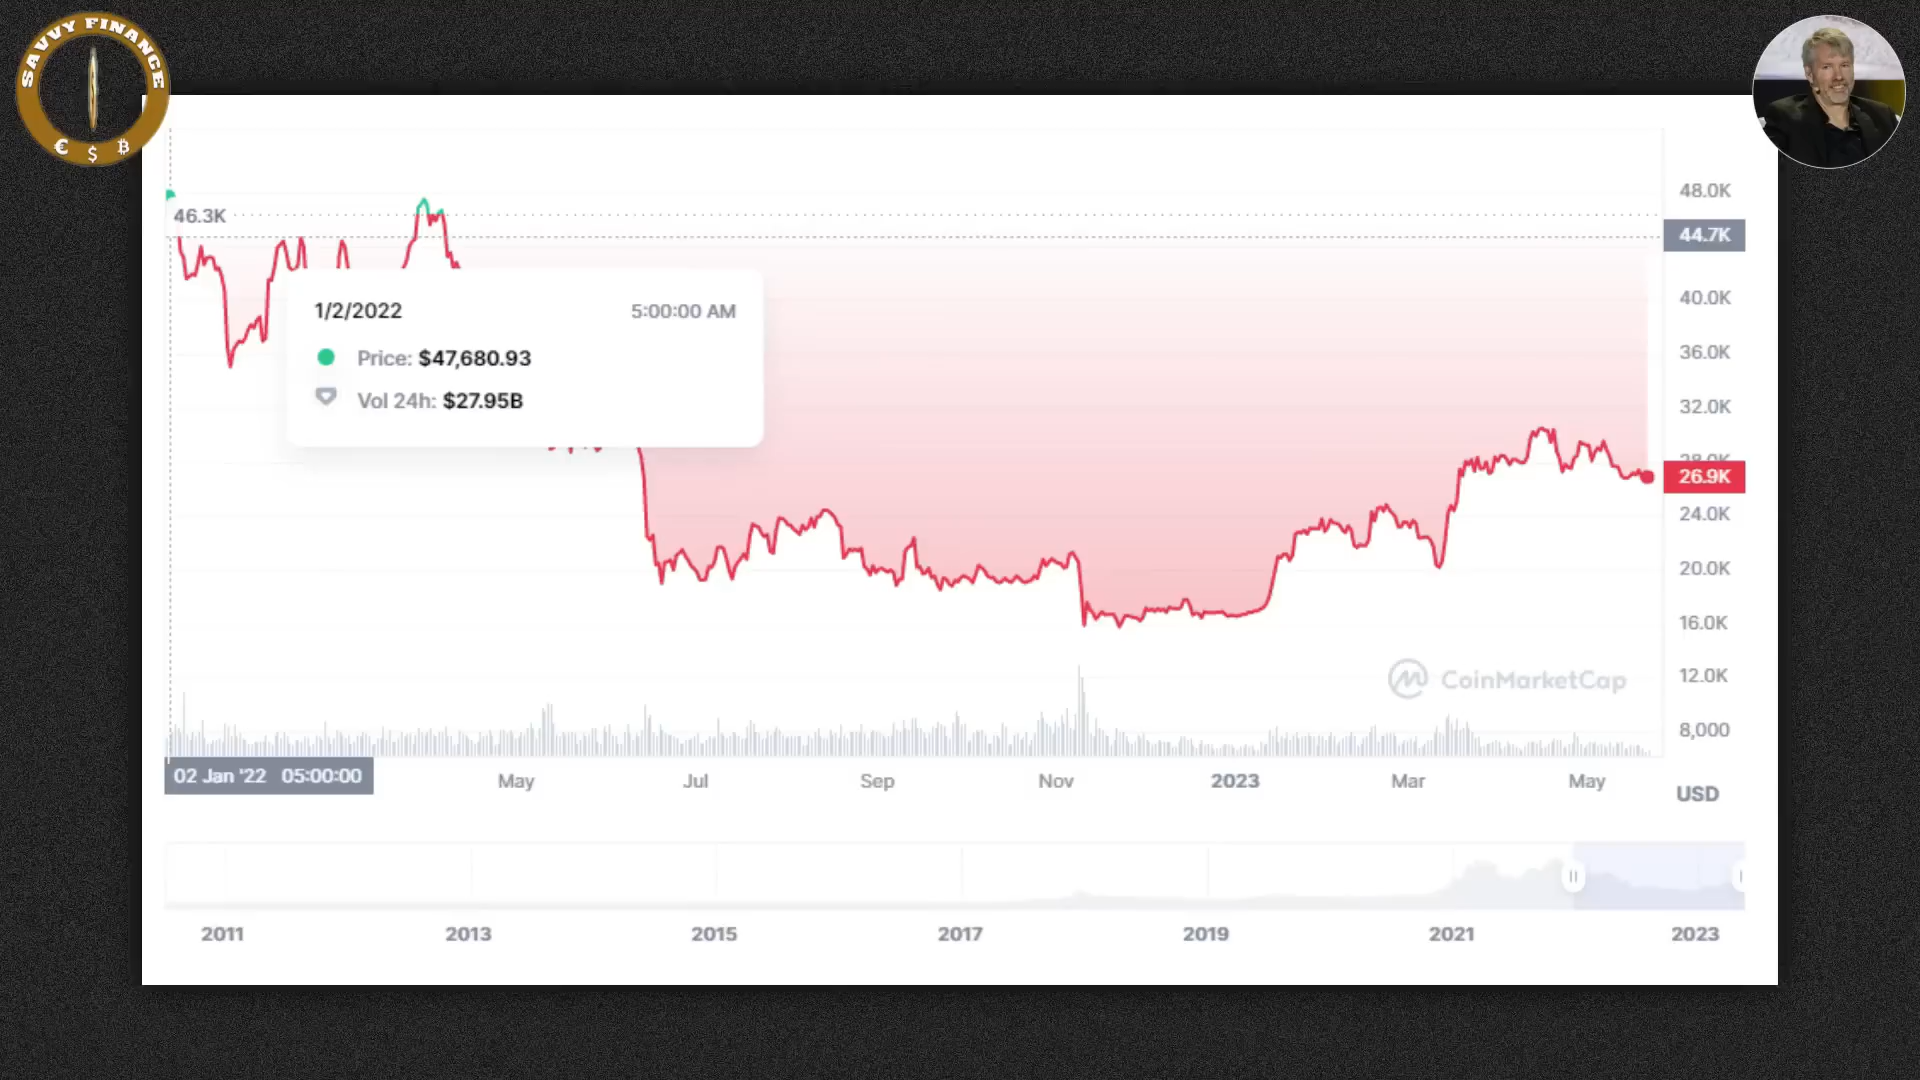 SAVVY FINANCE
€ $ ₿
48.0K
46.3K
44.7K
40.0K
1/2/2022 5:00:00 AM
Price: $47,680.93
Vol 24h: $27.95B
36.0K
32.0K
28.0K
26.9K
24.0K
20.0K
16.0K
CoinMarketCap
12.0K
8,000
02 Jan '22 05:00:00 May Jul Sep Nov 2023 Mar May
USD
2011 2013 2015 2017 2019 2021 2023